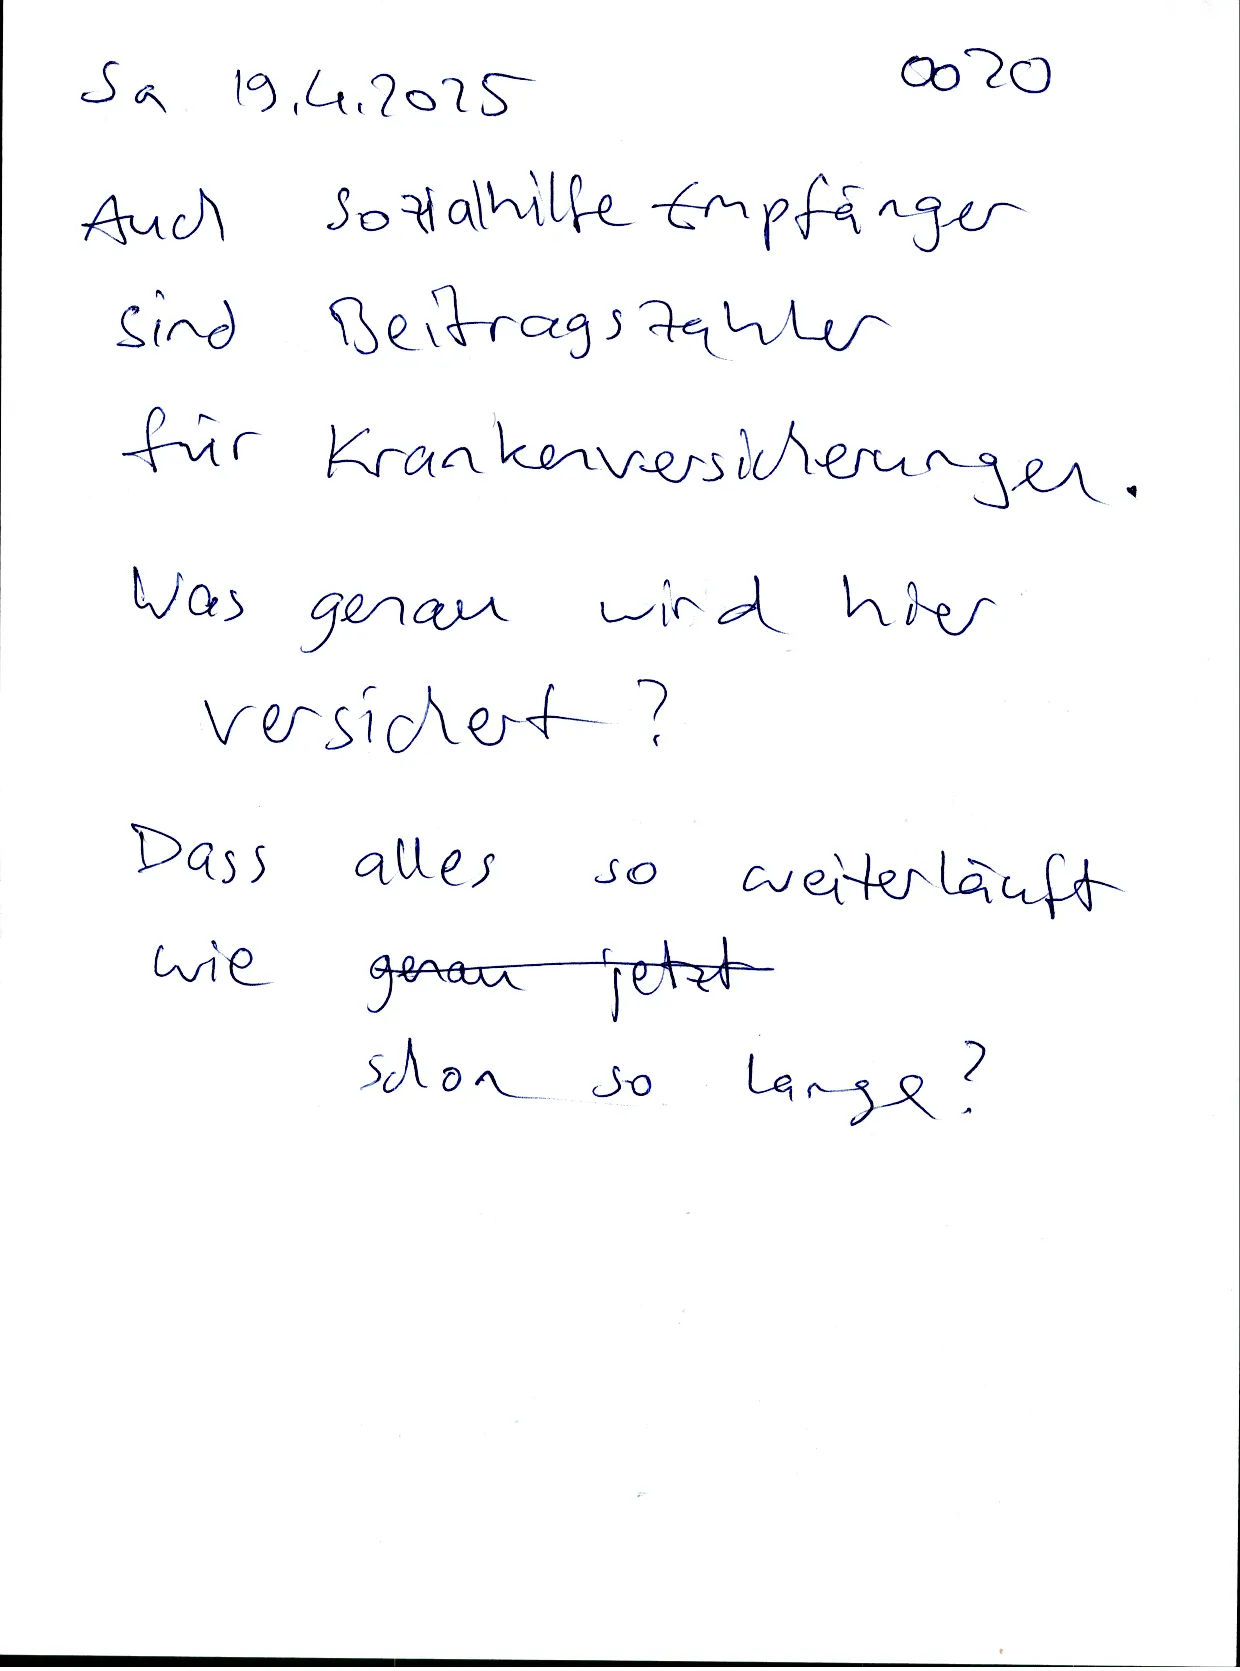 Sa 19.4.2025 0020
Auch Sozialhilfe Empfänger
sind Beitragszahler
für Krankenversicherungen.
Was genau wird hier
versichert?
Dass alles so weiterläuft
wie genau jetzt
schon so lange?